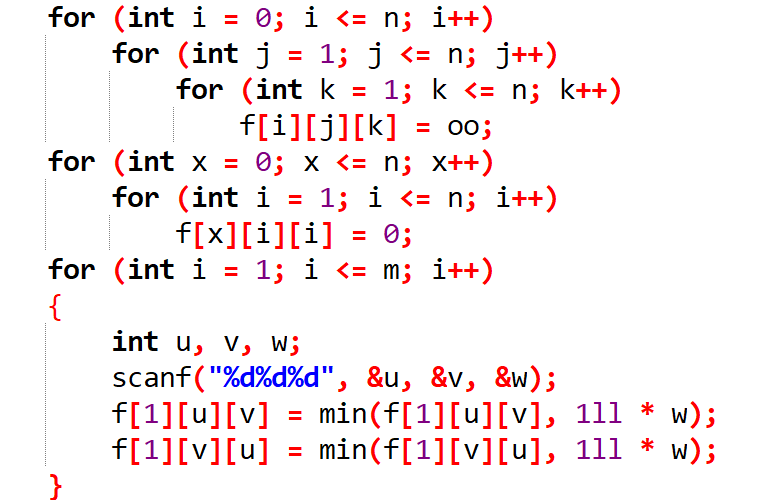 for (int i = 0; i <= n; i++)
    for (int j = 1; j <= n; j++)
        for (int k = 1; k <= n; k++)
            f[i][j][k] = oo;
for (int x = 0; x <= n; x++)
    for (int i = 1; i <= n; i++)
        f[x][i][i] = 0;
for (int i = 1; i <= m; i++)
{
    int u, v, w;
    scanf("%d%d%d", &u, &v, &w);
    f[1][u][v] = min(f[1][u][v], 1ll * w);
    f[1][v][u] = min(f[1][v][u], 1ll * w);
}